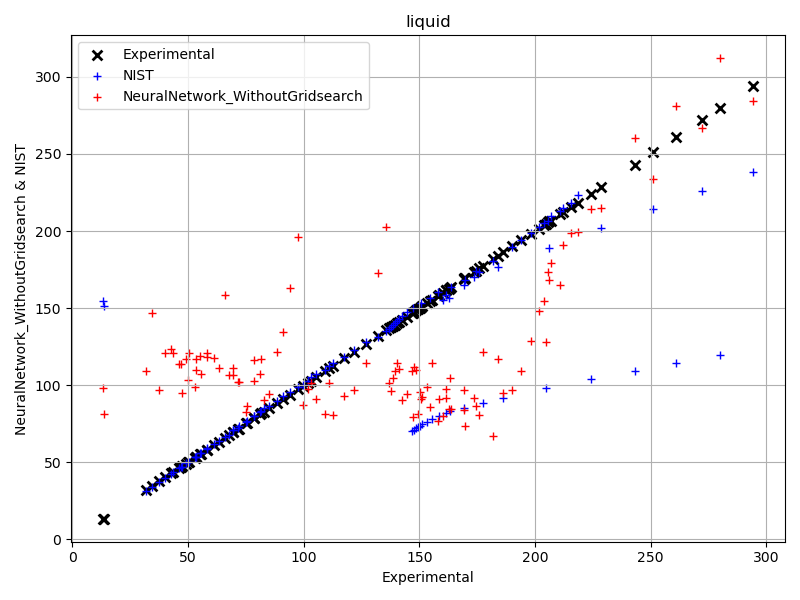 liquid
Experimental
NIST
NeuralNetwork_WithoutGridsearch
NeuralNetwork_WithoutGridsearch & NIST
300
250
200
150
100
50
0
0 50 100 150 200 250 300
Experimental